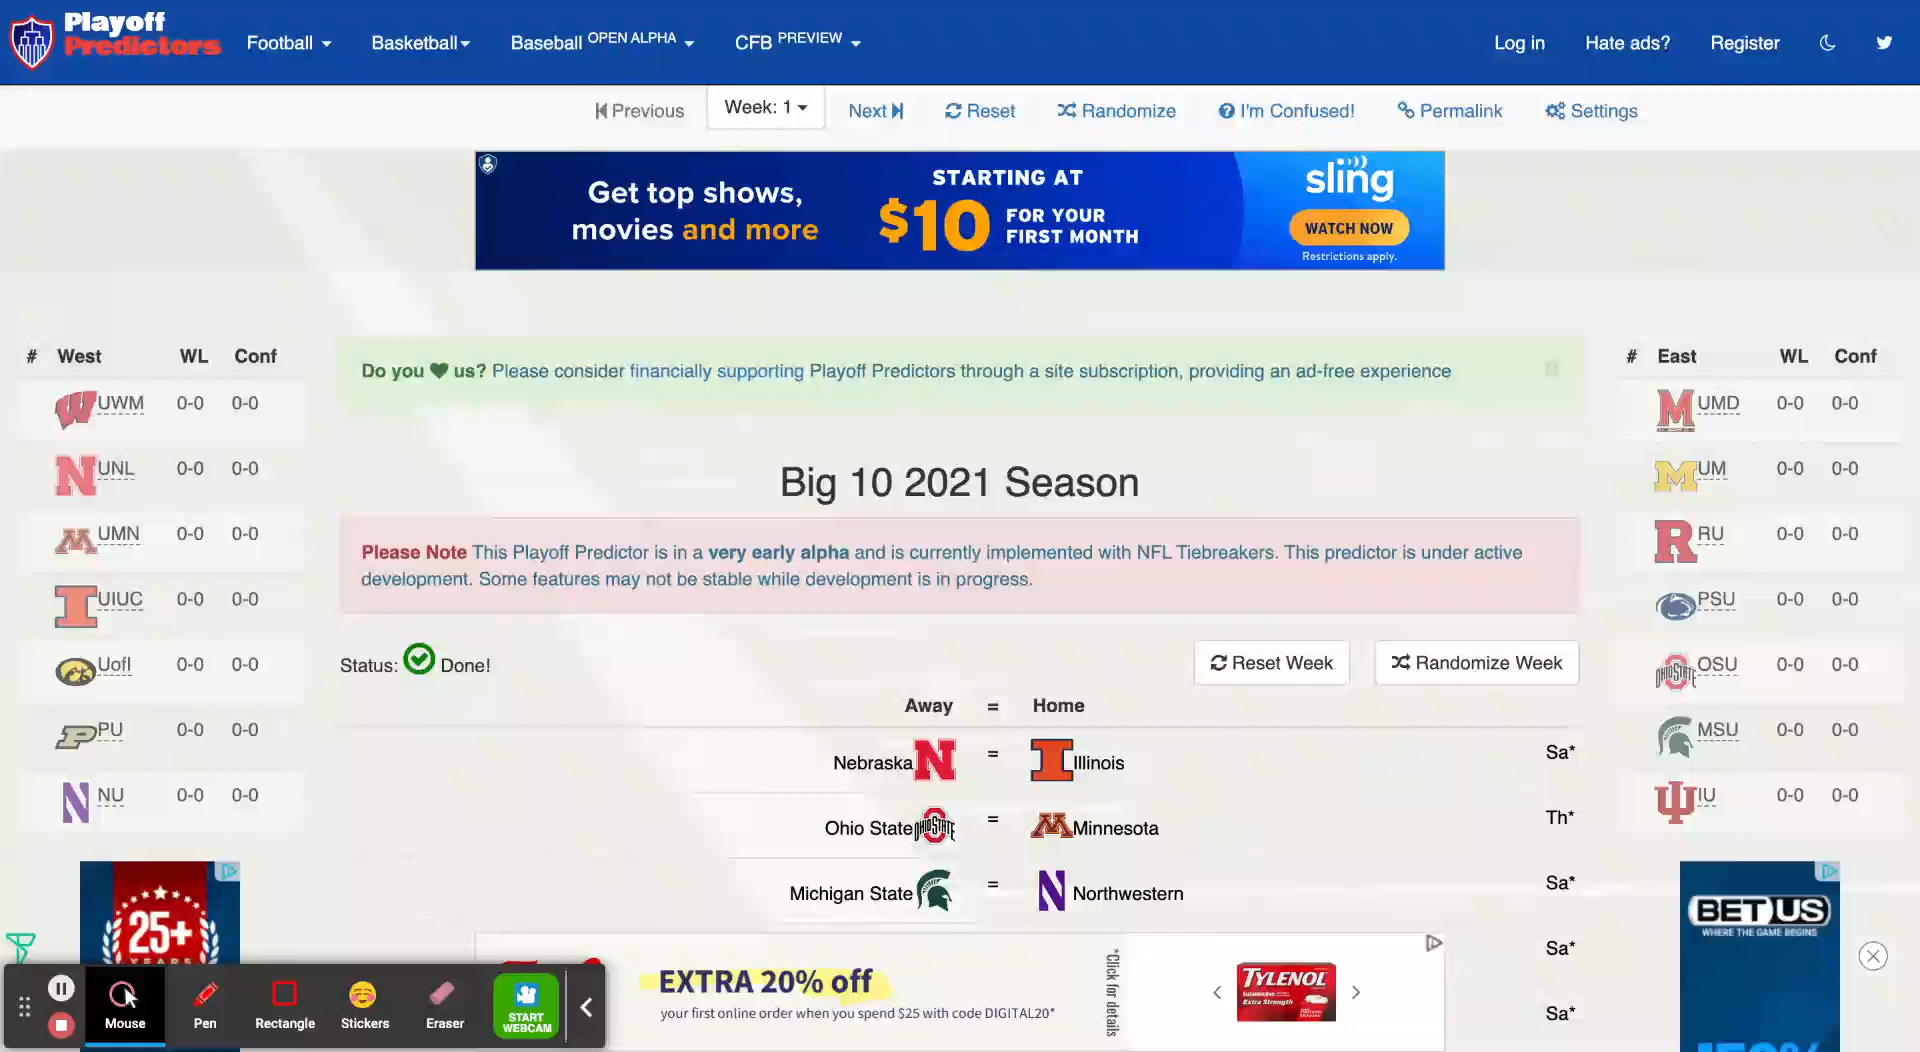 Playoff
Predictors
Football
Basketball
Baseball OPEN ALPHA
CFB PREVIEW
Log in
Hate ads?
Register
Previous
Week: 1
Next
Reset
Randomize
I'm Confused!
Permalink
Settings
Get top shows,
movies and more
STARTING AT
$10 FOR YOUR
FIRST MONTH
sling
WATCH NOW
Restrictions apply.
# West WL Conf
UWM 0-0 0-0
UNL 0-0 0-0
UMN 0-0 0-0
UIUC 0-0 0-0
UofI 0-0 0-0
PU 0-0 0-0
NU 0-0 0-0
Do you us? Please consider financially supporting Playoff Predictors through a site subscription, providing an ad-free experience
Big 10 2021 Season
Please Note This Playoff Predictor is in a very early alpha and is currently implemented with NFL Tiebreakers. This predictor is under active
development. Some features may not be stable while development is in progress.
Status: Done!
Reset Week
Randomize Week
Away = Home
Nebraska = Illinois Sa*
Ohio State OHIO STATE = Minnesota Th*
Michigan State = Northwestern Sa*
Sa*
Sa*
# East WL Conf
UMD 0-0 0-0
UM 0-0 0-0
RU 0-0 0-0
PSU 0-0 0-0
OSU 0-0 0-0
MSU 0-0 0-0
IU 0-0 0-0
25+
YEARS
BETUS
WHERE THE GAME BEGINS
EXTRA 20% off
your first online order when you spend $25 with code DIGITAL20*
*Click for details
TYLENOL
Extra Strength
Mouse
Pen
Rectangle
Stickers
Eraser
START
WEBCAM